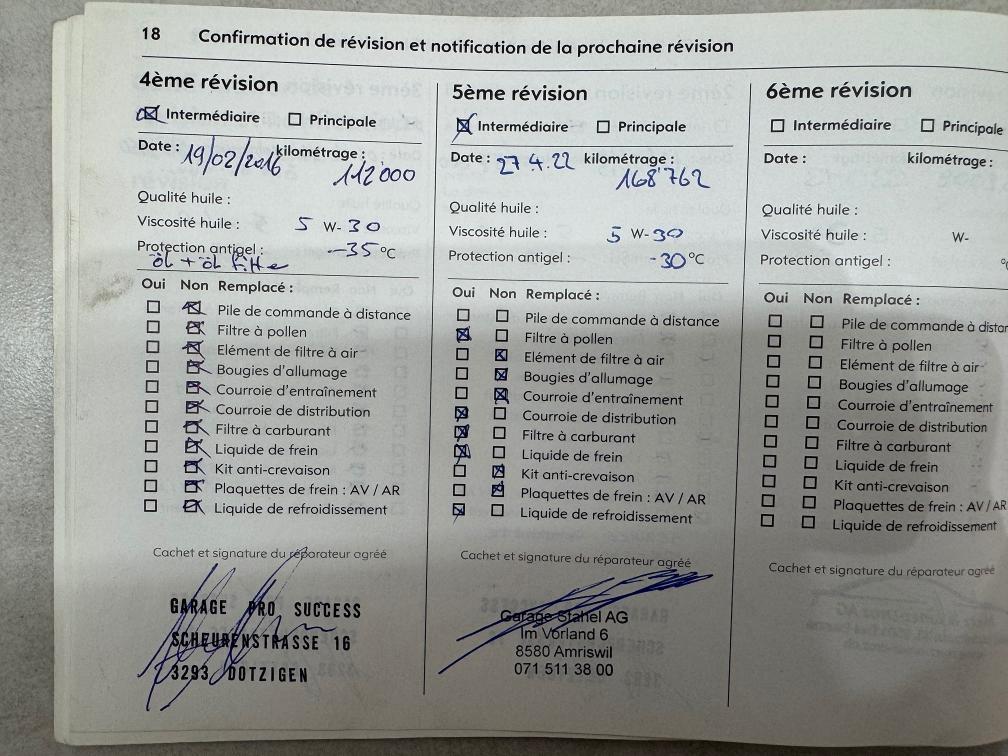 18 Confirmation de révision et notification de la prochaine révision
4ème révision
Intermédiaire Principale
Date : 19/02/2016 kilométrage : 112000
Qualité huile :
Viscosité huile : 5 W- 30
Protection antigel : -35 °C
öl + öl filte
Oui Non Remplacé :
Pile de commande à distance
Filtre à pollen
Elément de filtre à air
Bougies d'allumage
Courroie d'entraînement
Courroie de distribution
Filtre à carburant
Liquide de frein
Kit anti-crevaison
Plaquettes de frein : AV / AR
Liquide de refroidissement
Cachet et signature du réparateur agréé
GARAGE PRO SUCCESS
SCHEURENSTRASSE 16
3293 DOTZIGEN
5ème révision
Intermédiaire Principale
Date : 27.4.22 kilométrage : 168'762
Qualité huile :
Viscosité huile : 5 W- 30
Protection antigel : -30 °C
Oui Non Remplacé :
Pile de commande à distance
Filtre à pollen
Elément de filtre à air
Bougies d'allumage
Courroie d'entraînement
Courroie de distribution
Filtre à carburant
Liquide de frein
Kit anti-crevaison
Plaquettes de frein : AV / AR
Liquide de refroidissement
Cachet et signature du réparateur agréé
Garage Stahel AG
Im Vorland 6
8580 Amriswil
071 511 38 00
6ème révision
Intermédiaire Principale
Date : kilométrage :
Qualité huile :
Viscosité huile : W-
Protection antigel :
Oui Non Remplacé :
Pile de commande à distan
Filtre à pollen
Elément de filtre à air
Bougies d'allumage
Courroie d'entraînement
Courroie de distribution
Filtre à carburant
Liquide de frein
Kit anti-crevaison
Plaquettes de frein : AV / AR
Liquide de refroidissement
Cachet et signature du réparateur agréé